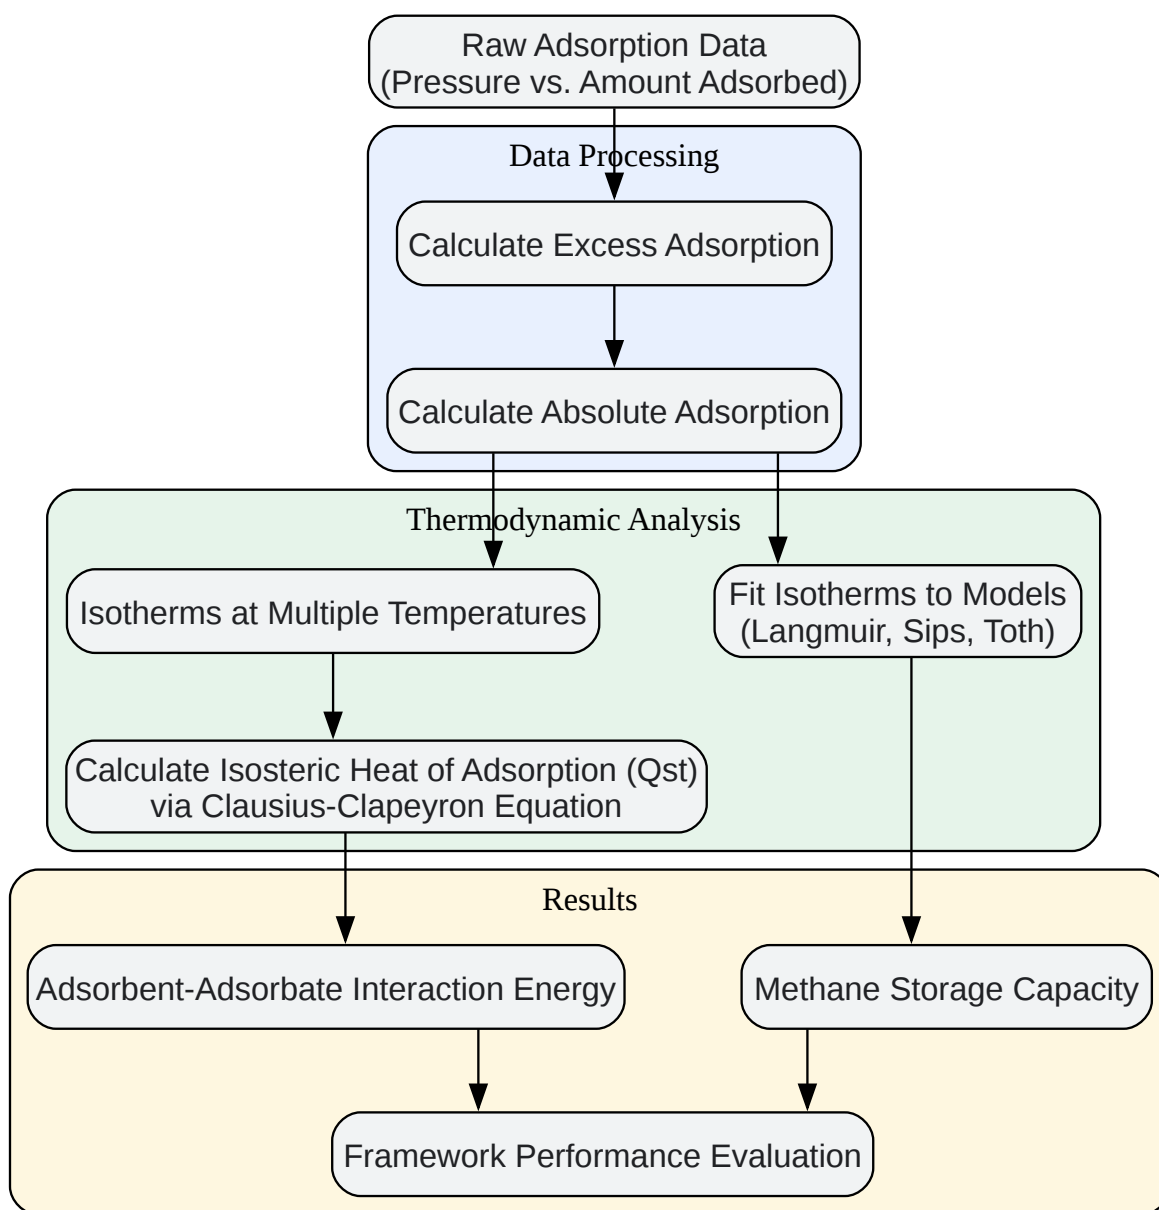 Raw Adsorption Data
(Pressure vs. Amount Adsorbed)
Data Processing
Calculate Excess Adsorption
Calculate Absolute Adsorption
Thermodynamic Analysis
Isotherms at Multiple Temperatures
Fit Isotherms to Models
(Langmuir, Sips, Toth)
Calculate Isosteric Heat of Adsorption (Qst)
via Clausius-Clapeyron Equation
Results
Adsorbent-Adsorbate Interaction Energy
Methane Storage Capacity
Framework Performance Evaluation